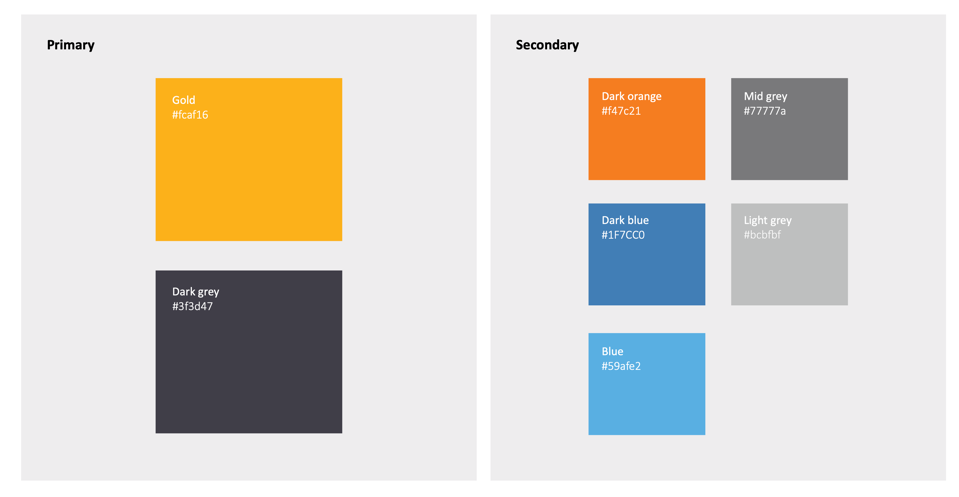 Primary
Gold
#fcaf16
Dark grey
#3f3d47
Secondary
Dark orange
#f47c21
Mid grey
#77777a
Dark blue
#1F7CC0
Light grey
#bcbfbf
Blue
#59afe2